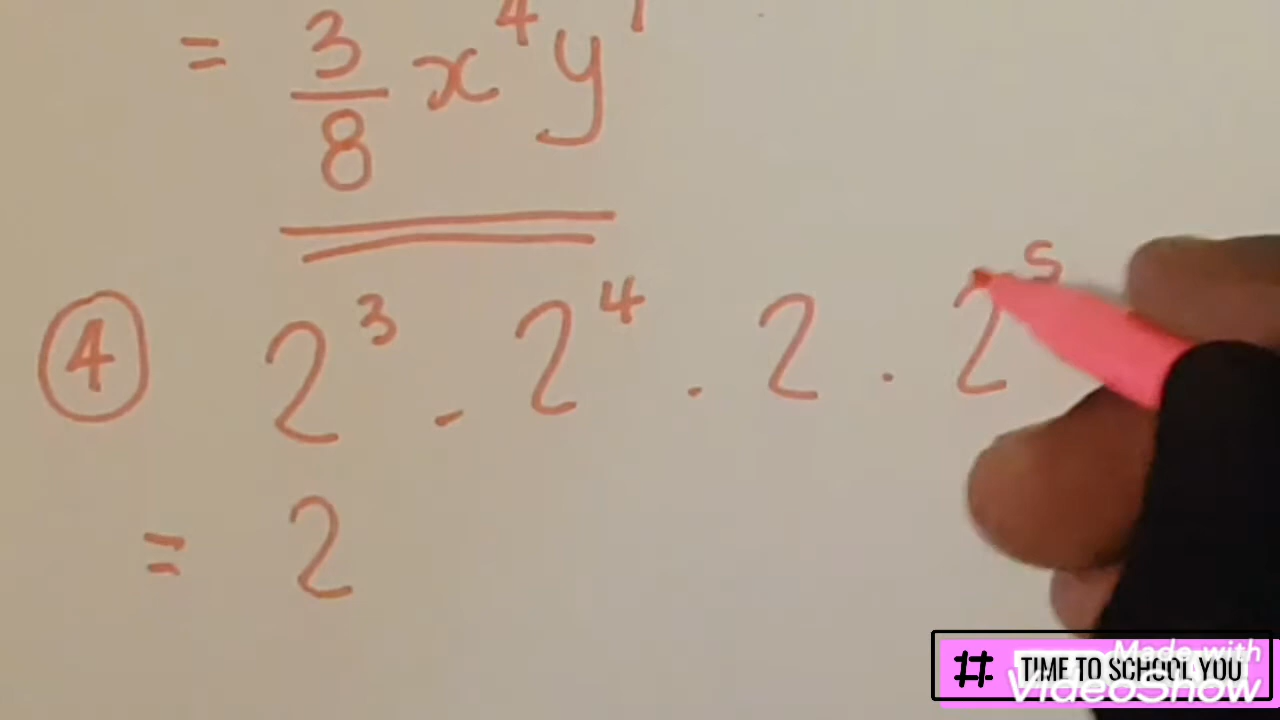 = 3/8 x⁴y
④ 2³ . 2⁴ . 2 . 2⁵
= 2
# TIME TO SCHOOL YOU
Made with
VideoShow